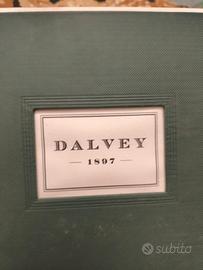 DALVEY
— 1897 —
subito